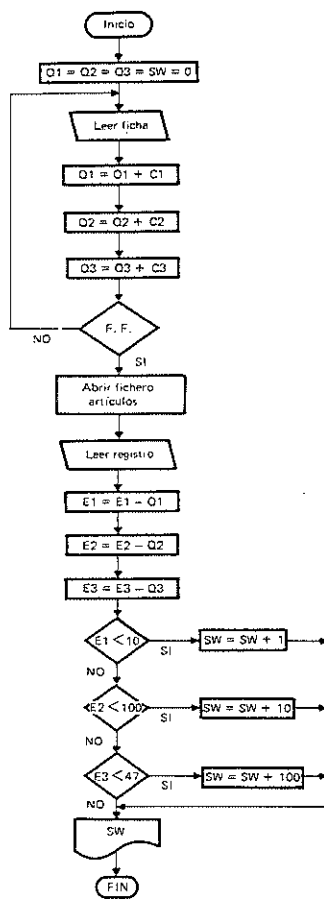 Inicio
Q1 = Q2 = Q3 = SW = 0
Leer ficha
Q1 = Q1 + C1
Q2 = Q2 + C2
Q3 = Q3 + C3
F. F.
NO
SI
Abrir fichero
artículos
Leer registro
E1 = E1 - Q1
E2 = E2 - Q2
E3 = E3 - Q3
E1 < 10
SI
SW = SW + 1
NO
E2 < 100
SI
SW = SW + 10
NO
E3 < 47
SI
SW = SW + 100
NO
SW
FIN